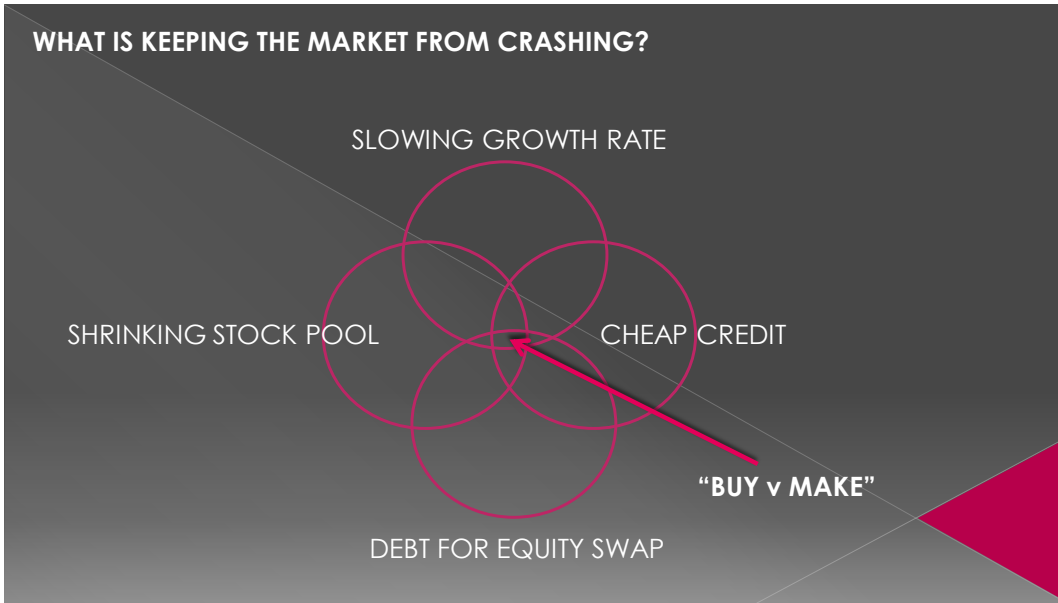 WHAT IS KEEPING THE MARKET FROM CRASHING?
SLOWING GROWTH RATE
SHRINKING STOCK POOL
CHEAP CREDIT
“BUY v MAKE”
DEBT FOR EQUITY SWAP